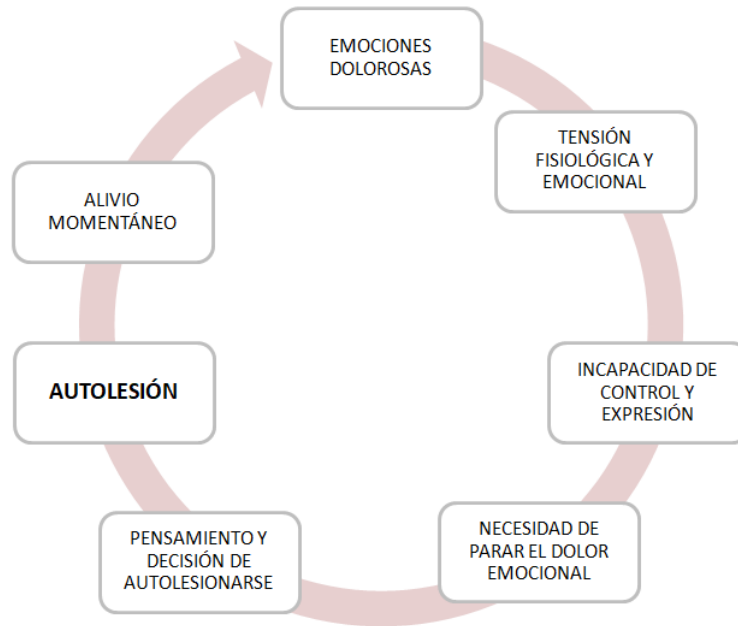 EMOCIONES
DOLOROSAS
TENSIÓN
FISIOLÓGICA Y
EMOCIONAL
INCAPACIDAD DE
CONTROL Y
EXPRESIÓN
NECESIDAD DE
PARAR EL DOLOR
EMOCIONAL
PENSAMIENTO Y
DECISIÓN DE
AUTOLESIONARSE
AUTOLESIÓN
ALIVIO
MOMENTÁNEO